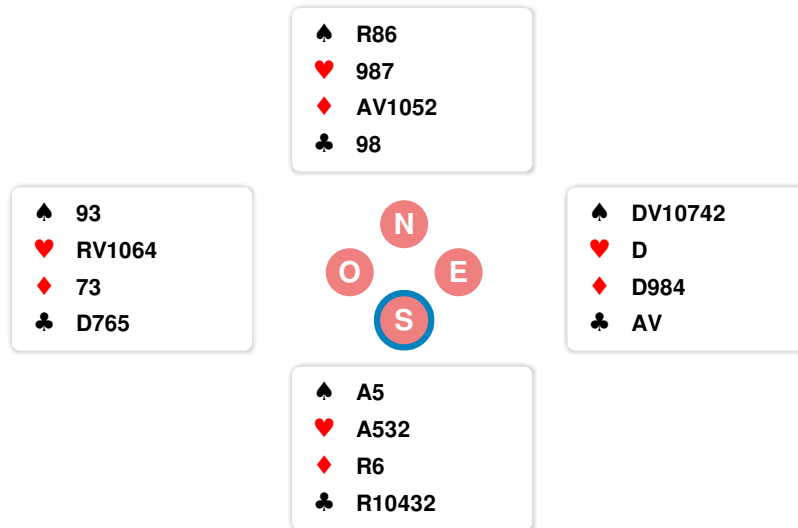 ♠ R86
♥ 987
♦ AV1052
♣ 98
♠ 93
♥ RV1064
♦ 73
♣ D765
N
O E
S
♠ DV10742
♥ D
♦ D984
♣ AV
♠ A5
♥ A532
♦ R6
♣ R10432